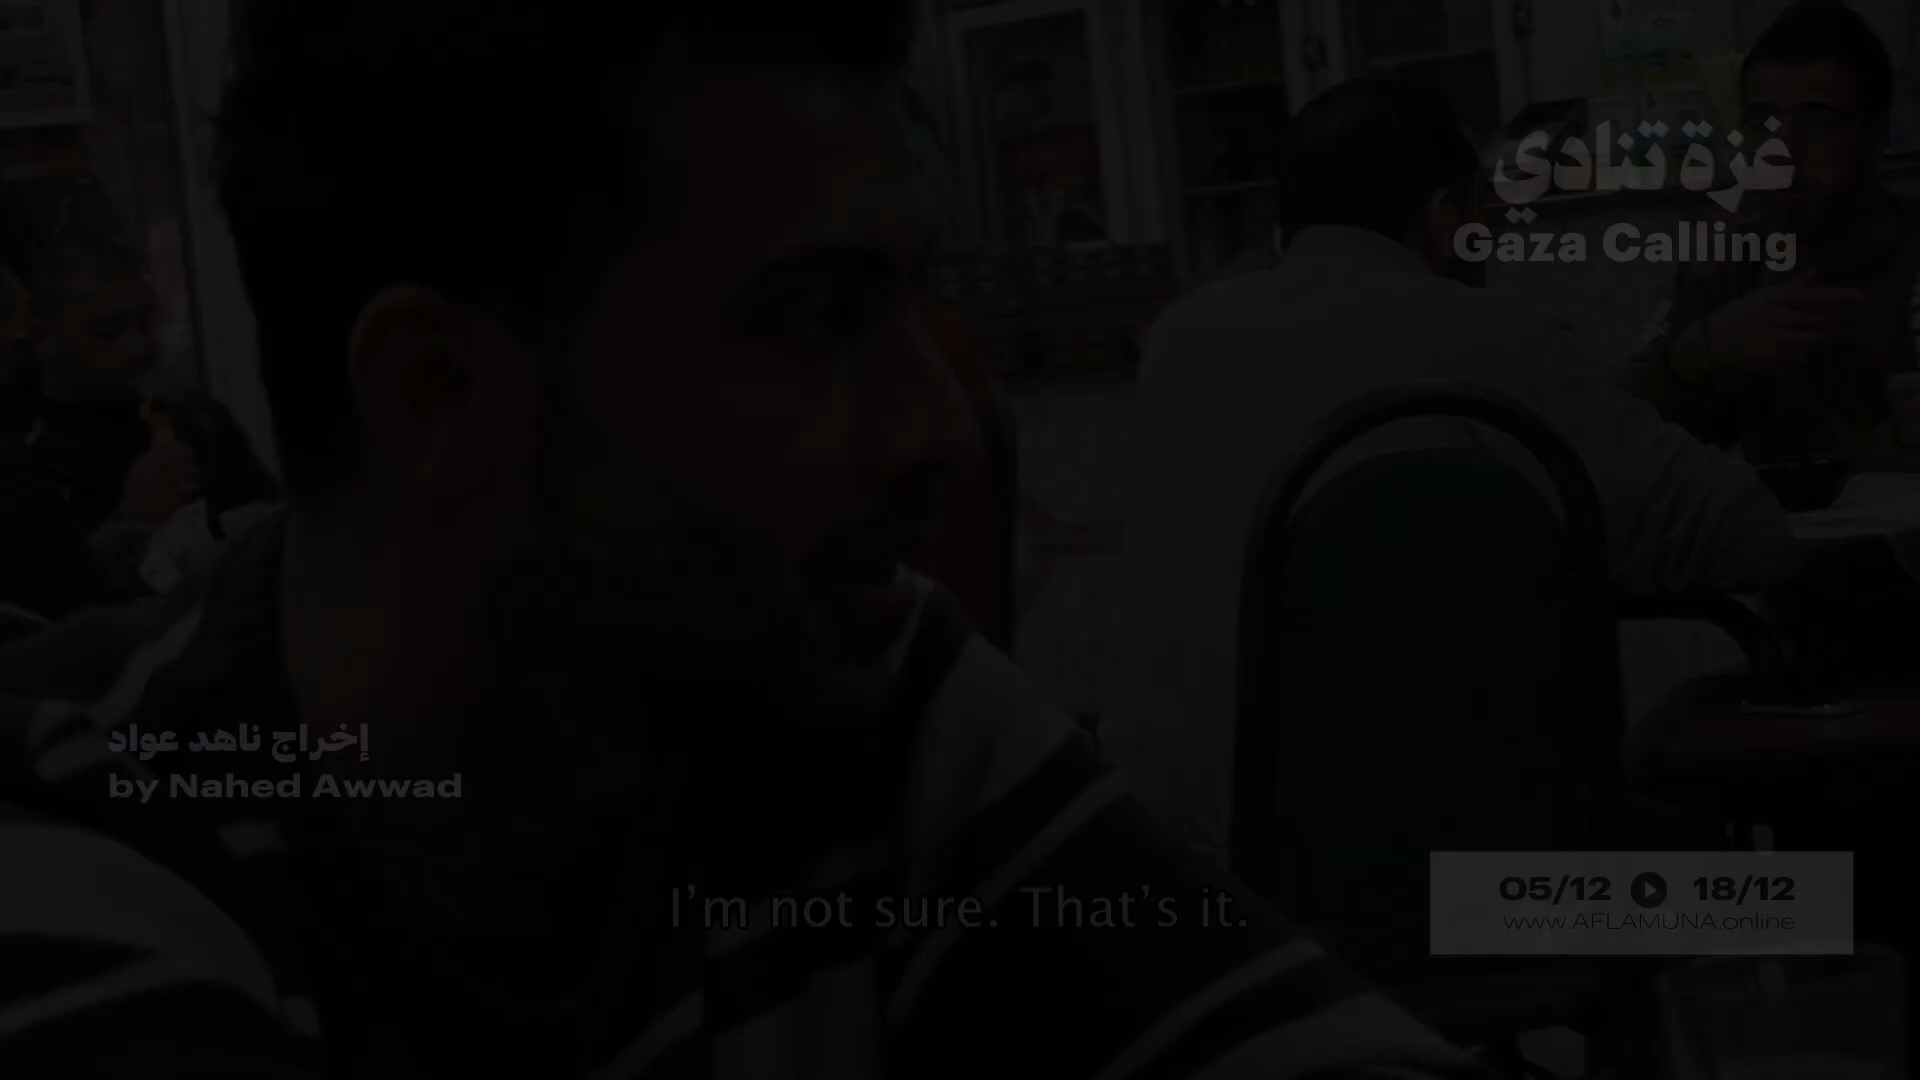 غزة تنادي
Gaza Calling
إخراج ناهد عواد
by Nahed Awwad
I'm not sure. That's it.
05/12 18/12
www.AFLAMUNA.online